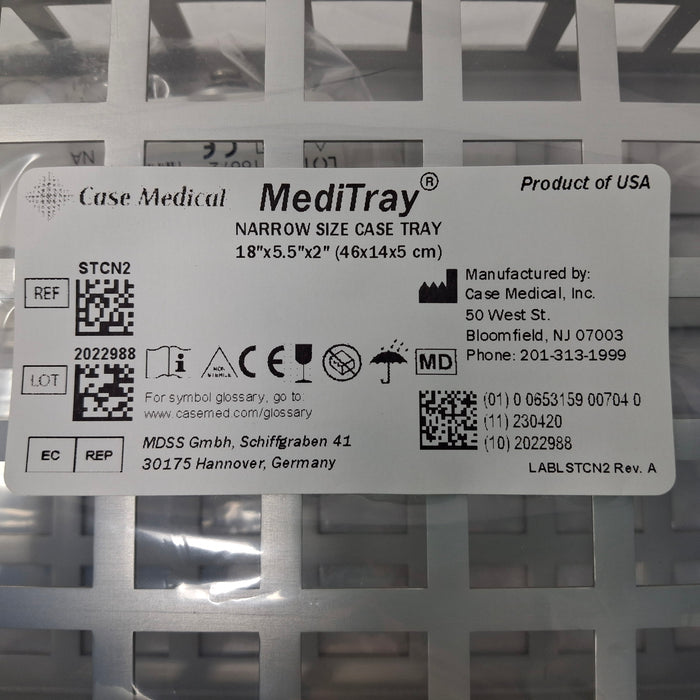 Case Medical
MediTray®
Product of USA
NARROW SIZE CASE TRAY
18"x5.5"x2" (46x14x5 cm)
STCN2
REF
Manufactured by:
Case Medical, Inc.
50 West St.
Bloomfield, NJ 07003
Phone: 201-313-1999
2022988
LOT
NON
STERILE
CE
MD
For symbol glossary, go to:
www.casemed.com/glossary
(01) 0 0653159 00704 0
(11) 230420
(10) 2022988
EC REP
MDSS Gmbh, Schiffgraben 41
30175 Hannover, Germany
LABLSTCN2 Rev. A